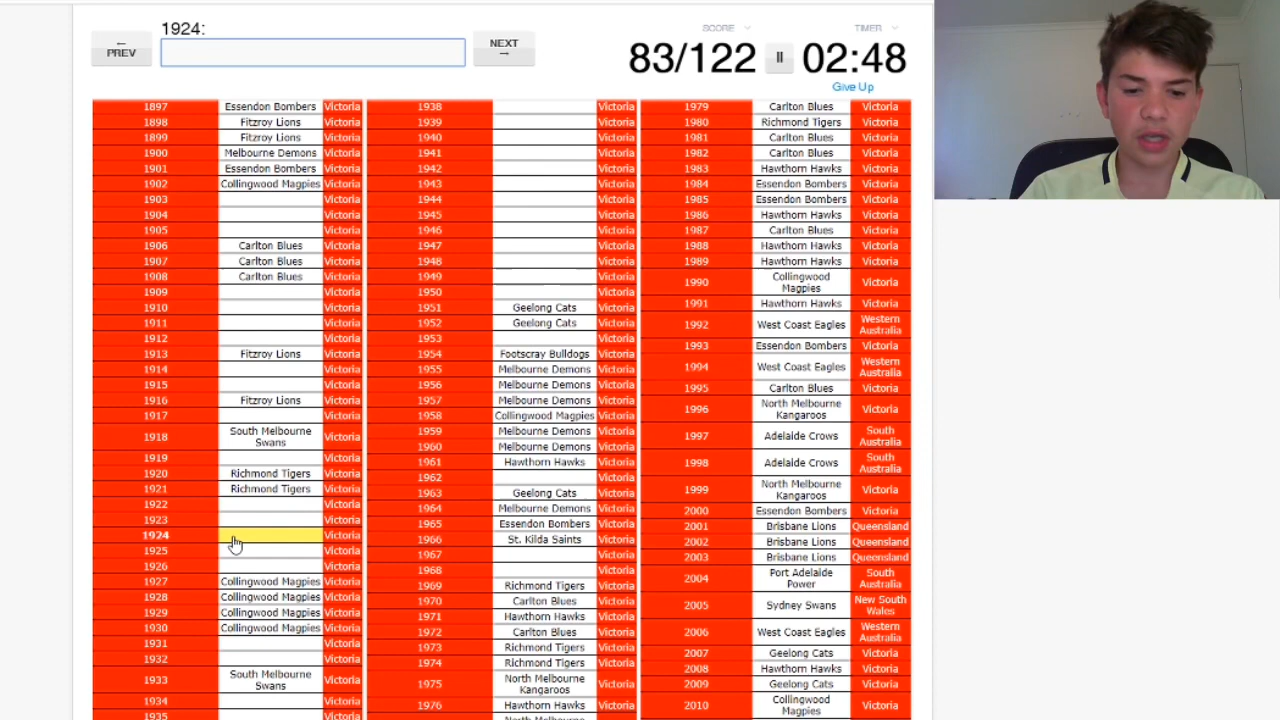 1924:
← PREV
NEXT →
SCORE
83/122
TIMER
02:48
Give Up
1897 Essendon Bombers Victoria
1898 Fitzroy Lions Victoria
1899 Fitzroy Lions Victoria
1900 Melbourne Demons Victoria
1901 Essendon Bombers Victoria
1902 Collingwood Magpies Victoria
1903 Victoria
1904 Victoria
1905 Victoria
1906 Carlton Blues Victoria
1907 Carlton Blues Victoria
1908 Carlton Blues Victoria
1909 Victoria
1910 Victoria
1911 Victoria
1912 Victoria
1913 Fitzroy Lions Victoria
1914 Victoria
1915 Victoria
1916 Fitzroy Lions Victoria
1917 Victoria
1918 South Melbourne Swans Victoria
1919 Victoria
1920 Richmond Tigers Victoria
1921 Richmond Tigers Victoria
1922 Victoria
1923 Victoria
1924 Victoria
1925 Victoria
1926 Victoria
1927 Collingwood Magpies Victoria
1928 Collingwood Magpies Victoria
1929 Collingwood Magpies Victoria
1930 Collingwood Magpies Victoria
1931 Victoria
1932 Victoria
1933 South Melbourne Swans Victoria
1934 Victoria
1935 Victoria
1938 Victoria
1939 Victoria
1940 Victoria
1941 Victoria
1942 Victoria
1943 Victoria
1944 Victoria
1945 Victoria
1946 Victoria
1947 Victoria
1948 Victoria
1949 Victoria
1950 Victoria
1951 Geelong Cats Victoria
1952 Geelong Cats Victoria
1953 Victoria
1954 Footscray Bulldogs Victoria
1955 Melbourne Demons Victoria
1956 Melbourne Demons Victoria
1957 Melbourne Demons Victoria
1958 Collingwood Magpies Victoria
1959 Melbourne Demons Victoria
1960 Melbourne Demons Victoria
1961 Hawthorn Hawks Victoria
1962 Victoria
1963 Geelong Cats Victoria
1964 Melbourne Demons Victoria
1965 Essendon Bombers Victoria
1966 St. Kilda Saints Victoria
1967 Victoria
1968 Victoria
1969 Richmond Tigers Victoria
1970 Carlton Blues Victoria
1971 Hawthorn Hawks Victoria
1972 Carlton Blues Victoria
1973 Richmond Tigers Victoria
1974 Richmond Tigers Victoria
1975 North Melbourne Kangaroos Victoria
1976 Hawthorn Hawks Victoria
North Melbourne
1979 Carlton Blues Victoria
1980 Richmond Tigers Victoria
1981 Carlton Blues Victoria
1982 Carlton Blues Victoria
1983 Hawthorn Hawks Victoria
1984 Essendon Bombers Victoria
1985 Essendon Bombers Victoria
1986 Hawthorn Hawks Victoria
1987 Carlton Blues Victoria
1988 Hawthorn Hawks Victoria
1989 Hawthorn Hawks Victoria
1990 Collingwood Magpies Victoria
1991 Hawthorn Hawks Victoria
1992 West Coast Eagles Western Australia
1993 Essendon Bombers Victoria
1994 West Coast Eagles Western Australia
1995 Carlton Blues Victoria
1996 North Melbourne Kangaroos Victoria
1997 Adelaide Crows South Australia
1998 Adelaide Crows South Australia
1999 North Melbourne Kangaroos Victoria
2000 Essendon Bombers Victoria
2001 Brisbane Lions Queensland
2002 Brisbane Lions Queensland
2003 Brisbane Lions Queensland
2004 Port Adelaide Power South Australia
2005 Sydney Swans New South Wales
2006 West Coast Eagles Western Australia
2007 Geelong Cats Victoria
2008 Hawthorn Hawks Victoria
2009 Geelong Cats Victoria
2010 Collingwood Magpies Victoria